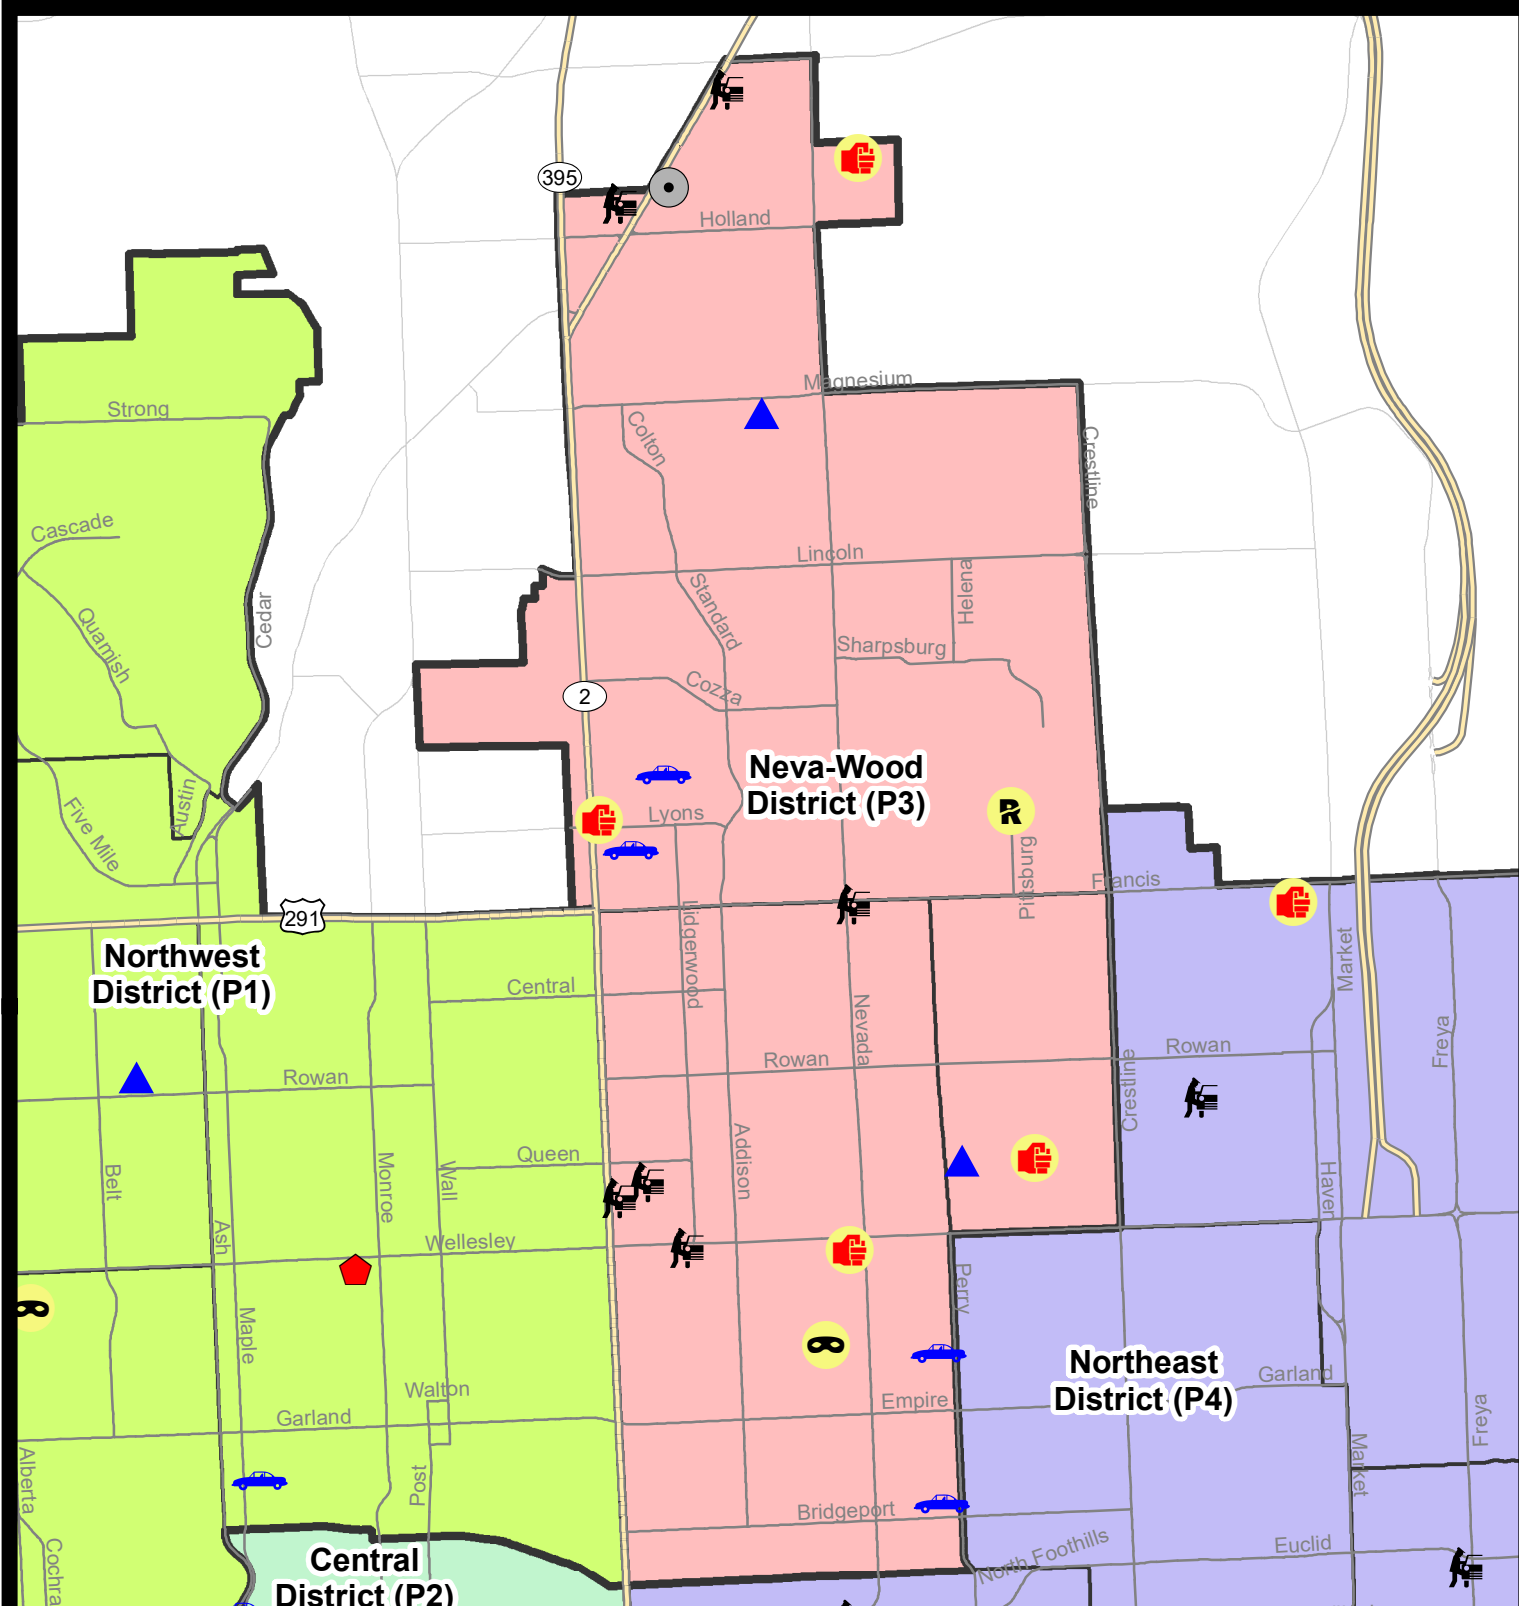 395
Holland
Magnesium
Strong
Colton
Crestline
Cascade
Lincoln
Helena
Quamish
Cedar
Standard
Sharpsburg
Cozza
2
Neva-Wood
District (P3)
Austin
Five Mile
Lyons
R
Pittsburg
Francis
291
Lidgerwood
Market
Northwest
District (P1)
Central
Nevada
Freya
Rowan
Rowan
Rowan
Crestline
Addison
Queen
Belt
Monroe
Wall
Haven
Ash
Wellesley
Perry
Maple
Northeast
District (P4)
Garland
Walton
Empire
Garland
Freya
Alberta
Post
Market
Bridgeport
Cochra
North Foothills
Euclid
Central
District (P2)